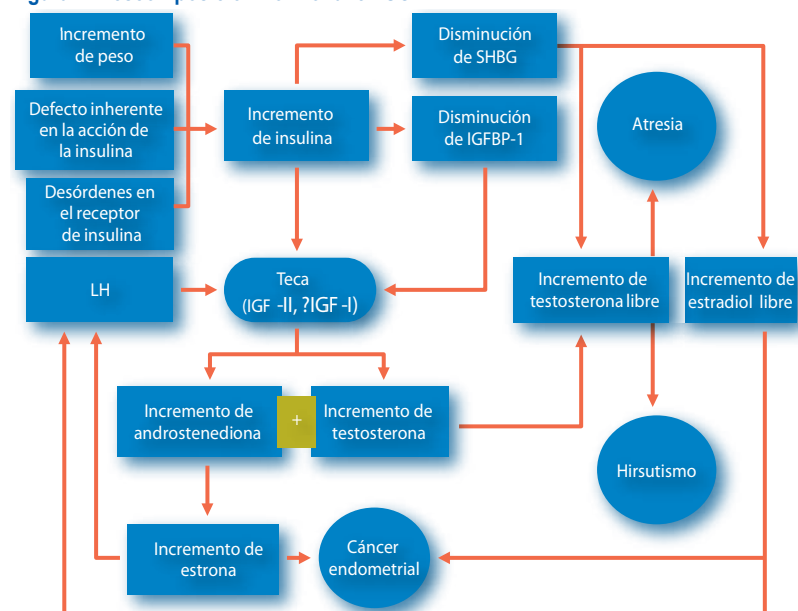 Incremento
de peso
Disminución
de SHBG
Defecto inherente
en la acción de
la insulina
Incremento
de insulina
Disminución
de IGFBP-1
Atresia
Desórdenes en
el receptor
de insulina
LH
Teca
(IGF -II, ?IGF -I)
Incremento de
testosterona libre
Incremento de
estradiol libre
Incremento de
androstenediona
+
Incremento de
testosterona
Hirsutismo
Incremento de
estrona
Cáncer
endometrial